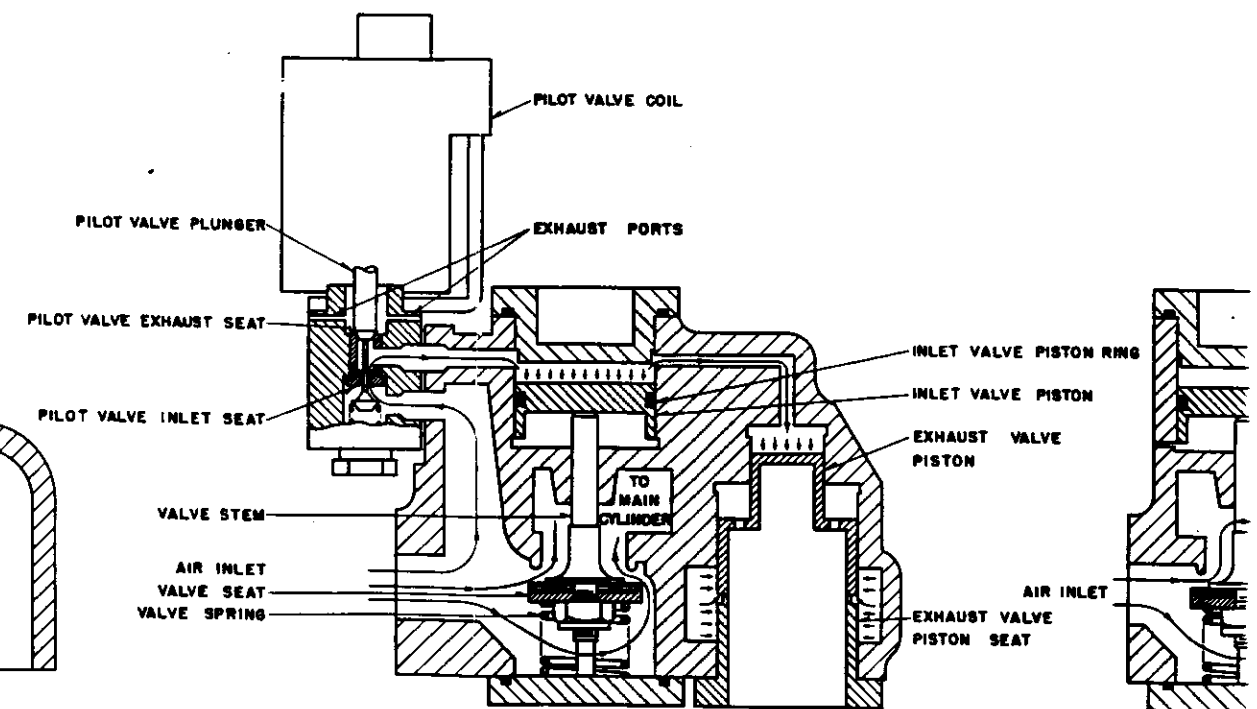 PILOT VALVE COIL
PILOT VALVE PLUNGER
EXHAUST PORTS
PILOT VALVE EXHAUST SEAT
INLET VALVE PISTON RING
INLET VALVE PISTON
PILOT VALVE INLET SEAT
EXHAUST VALVE
PISTON
TO
MAIN
CYLINDER
VALVE STEM
AIR INLET
VALVE SEAT
VALVE SPRING
EXHAUST VALVE
PISTON SEAT
AIR INLET